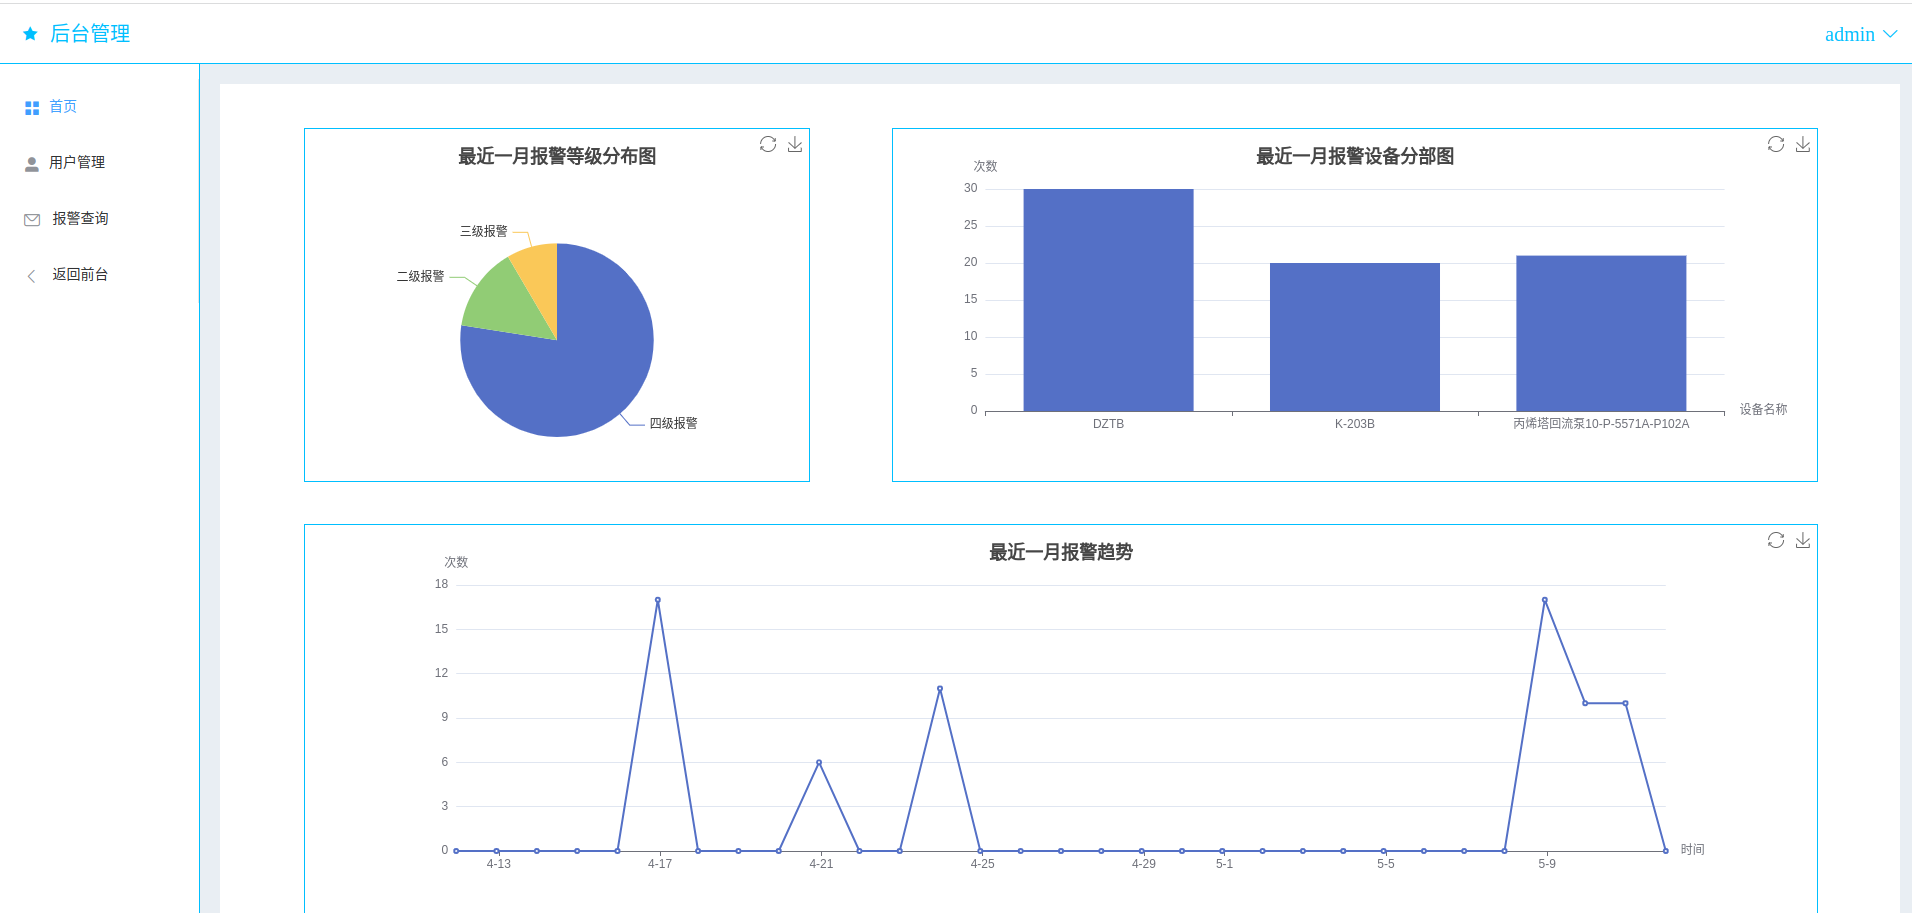 后台管理
admin
首页
用户管理
报警查询
返回前台
最近一月报警等级分布图
三级报警
二级报警
四级报警
最近一月报警设备分部图
次数
30
25
20
15
10
5
0
DZTB
K-203B
丙烯塔回流泵10-P-5571A-P102A
设备名称
最近一月报警趋势
次数
18
15
12
9
6
3
0
4-13
4-17
4-21
4-25
4-29
5-1
5-5
5-9
时间